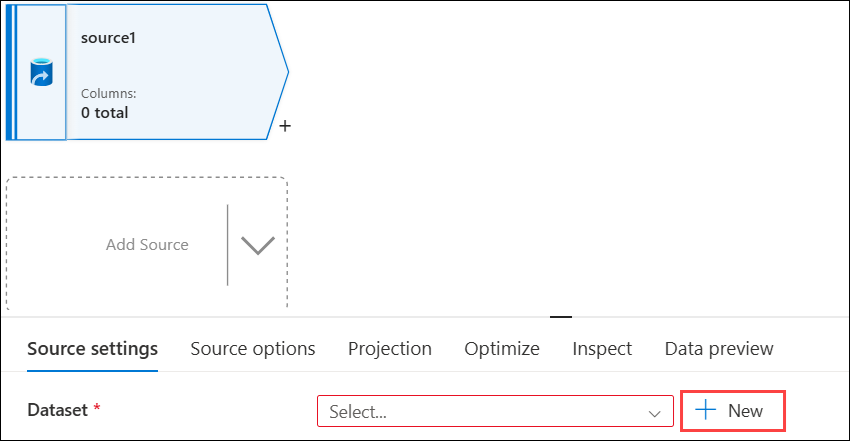 source1
Columns:
0 total
+
Add Source
Source settings Source options Projection Optimize Inspect Data preview
Dataset * Select... + New